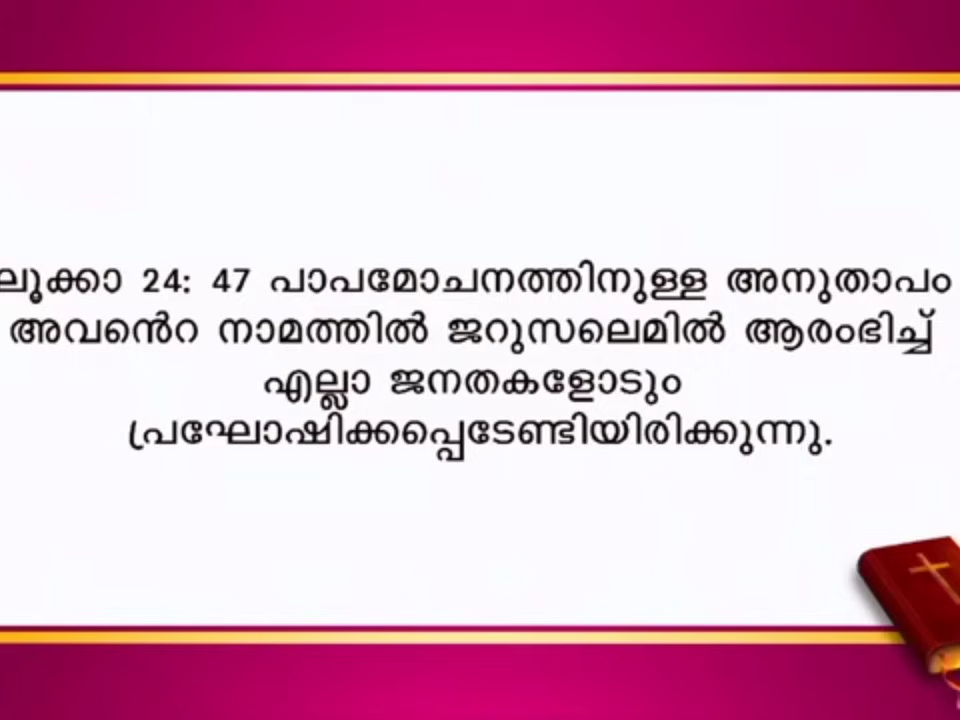 ലൂക്കാ 24: 47 പാപമോചനത്തിനുള്ള അനുതാപം
അവൻെറ നാമത്തിൽ ജറുസലെമിൽ ആരംഭിച്ച്
എല്ലാ ജനതകളോടും
പ്രഘോഷിക്കപ്പെടേണ്ടിയിരിക്കുന്നു.